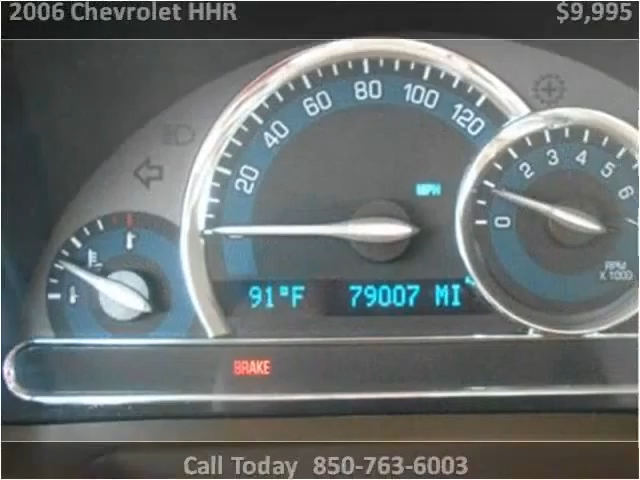 2006 Chevrolet HHR
$9,995
20 40 60 80 100 120
MPH
0 2 3 4 5 6
RPM
X 1000
91°F 79007 MI
BRAKE
Call Today 850-763-6003